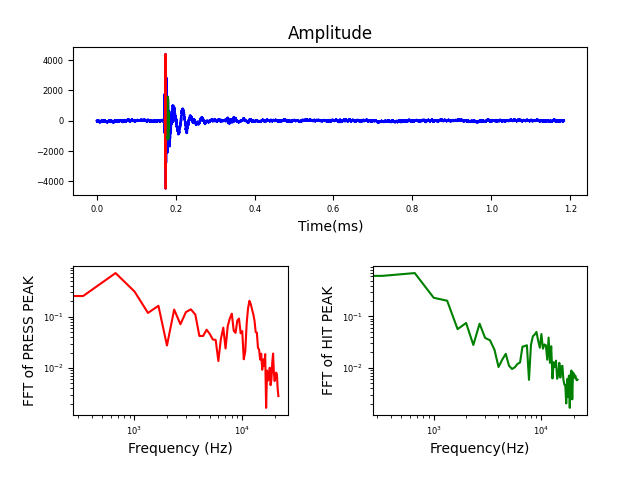 Amplitude
4000
2000
0
−2000
−4000
0.0 0.2 0.4 0.6 0.8 1.0 1.2
Time(ms)
FFT of PRESS PEAK
10⁻¹
10⁻²
10³ 10⁴
Frequency (Hz)
FFT of HIT PEAK
10⁻¹
10⁻²
10³ 10⁴
Frequency(Hz)